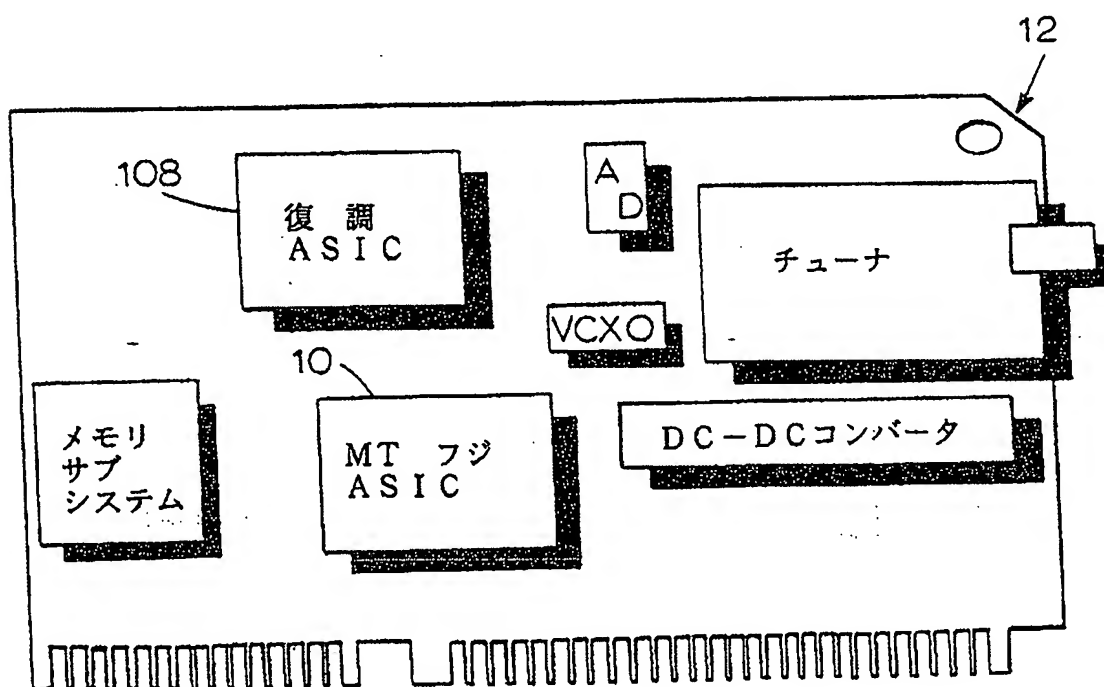 12
108
復 調
ASIC
A
D
チューナ
VCXO
10
メモリ
サブ
システム
MT フジ
ASIC
DC-DCコンバータ